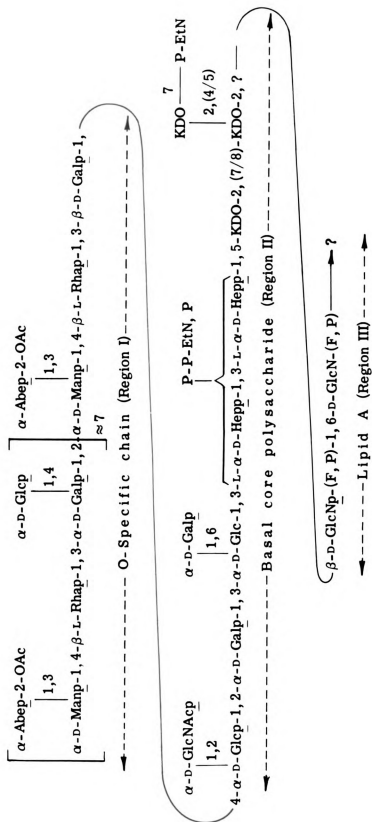 α-Abep-2-OAc α-D-Glcp α-Abep-2-OAc
1,3 1,4 1,3
α-D-Manp-1, 4-β-L-Rhap-1, 3-α-D-Galp-1, 2-α-D-Manp-1, 4-β-L-Rhap-1, 3-β-D-Galp-1,
≈7
O-Specific chain (Region I)
α-D-GlcNAcp α-D-Galp P-P-EtN, P KDO 7 P-EtN
1,2 1,6 2,(4/5)
4-α-D-Glcp-1, 2-α-D-Galp-1, 3-α-D-Glc-1, 3-L-α-D-Hepp-1, 3-L-α-D-Hepp-1, 5-KDO-2, (7/8)-KDO-2, ?
Basal core polysaccharide (Region II)
β-D-GlcNp-(F, P)-1, 6-D-GlcN-(F, P) ?
Lipid A (Region III)